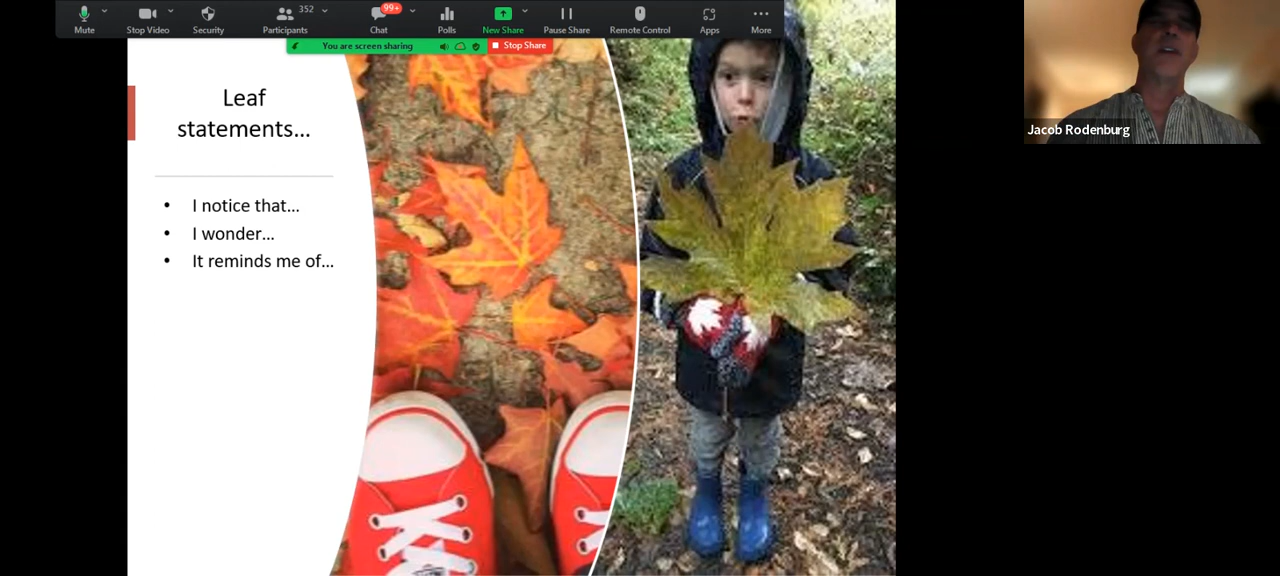 Mute
Stop Video
Security
Participants
352
Chat
99+
Polls
New Share
Pause Share
Remote Control
Apps
More
You are screen sharing
Stop Share
Leaf
statements...
• I notice that...
• I wonder...
• It reminds me of...
Jacob Rodenburg